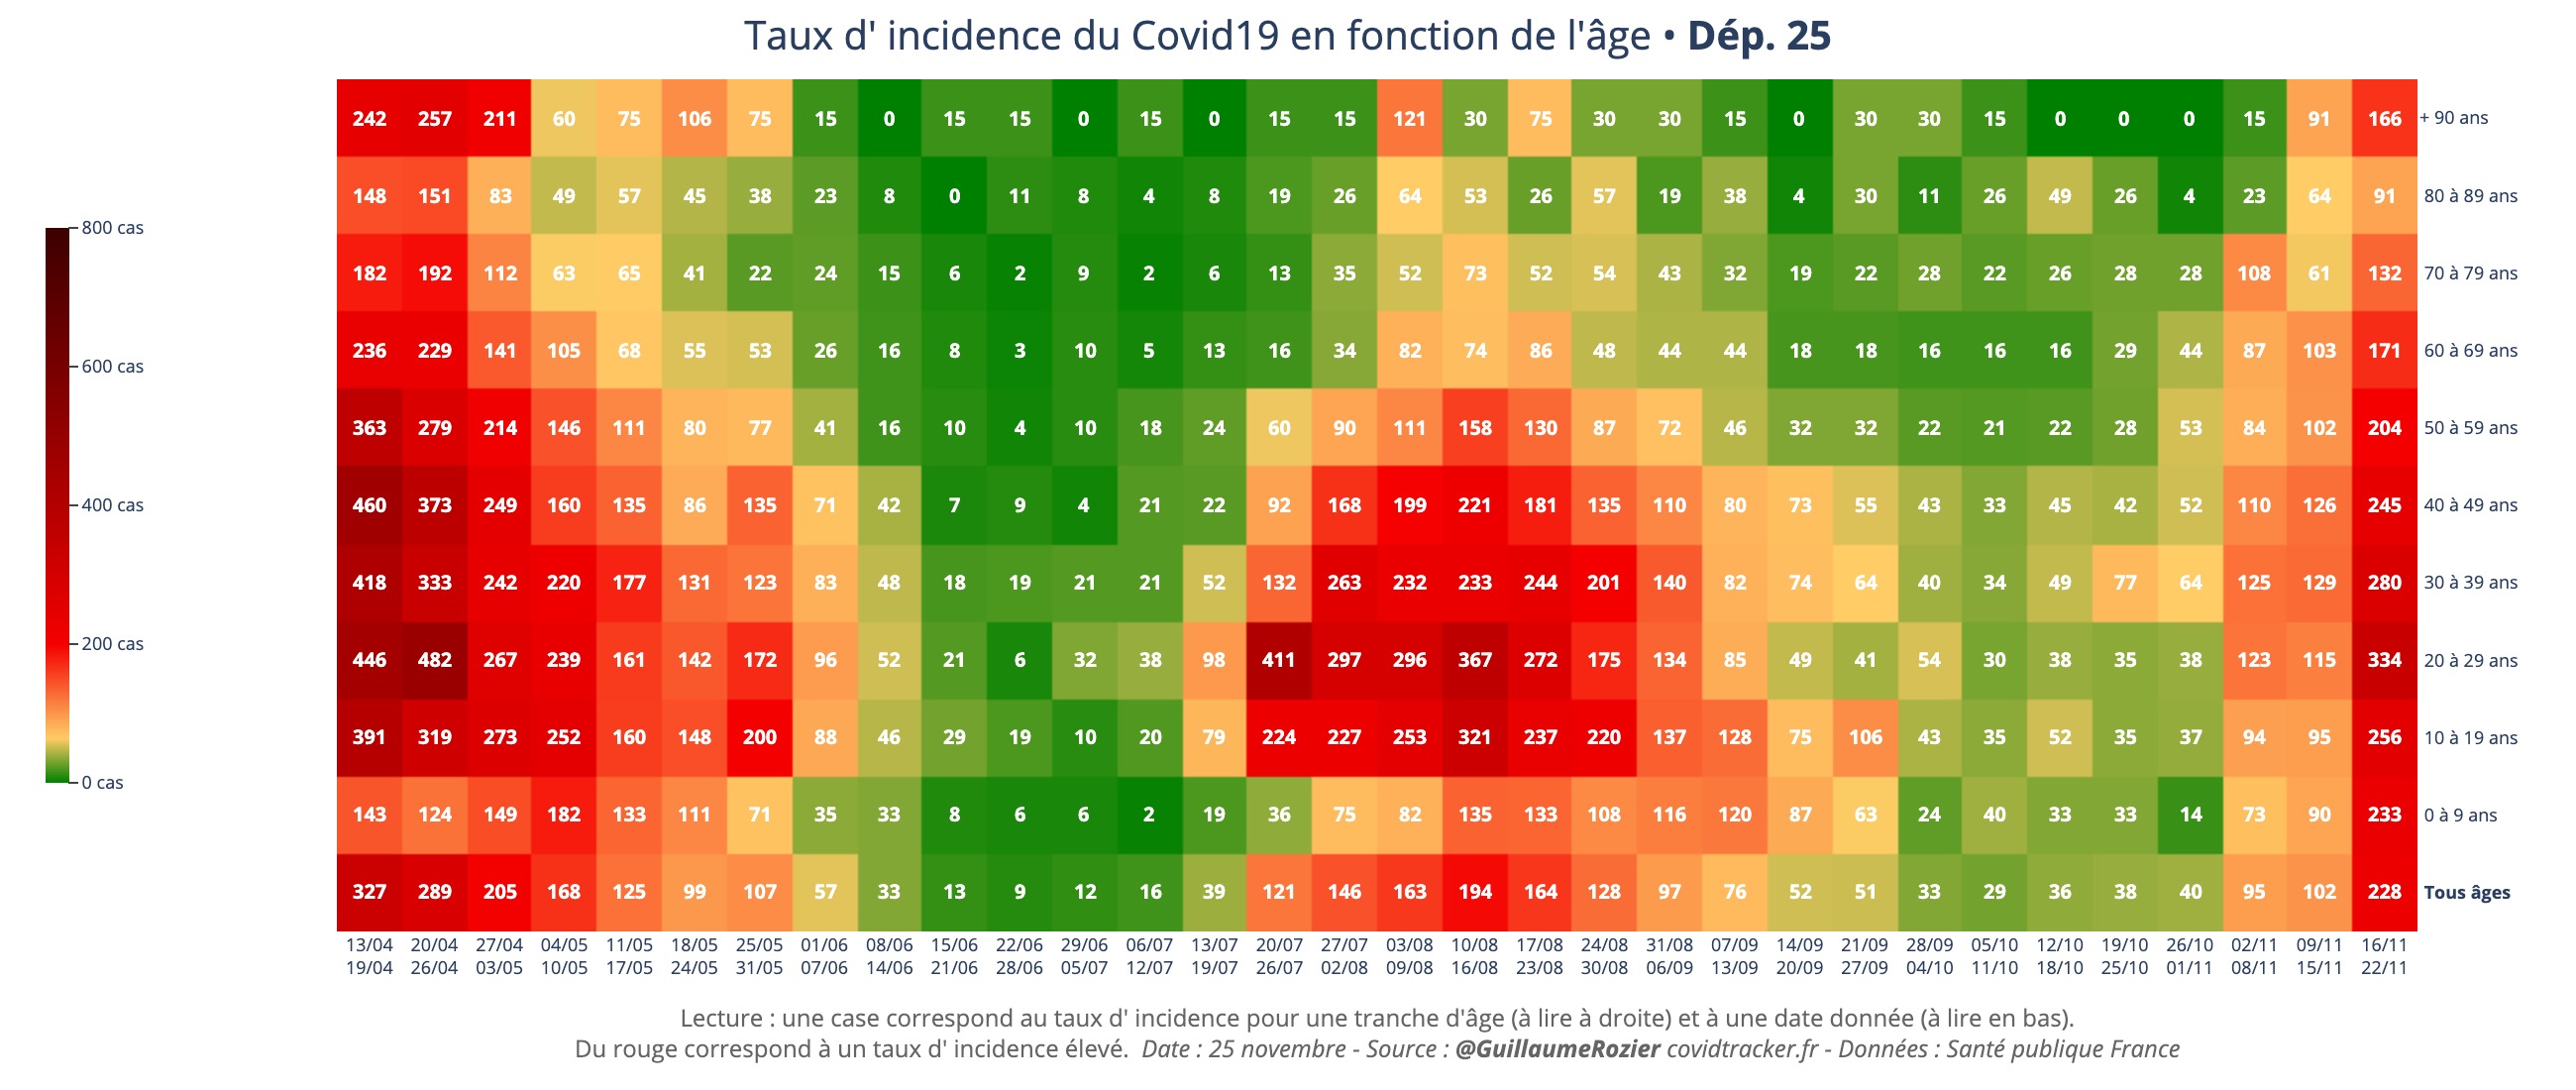 Taux d' incidence du Covid19 en fonction de l'âge • Dép. 25
800 cas
600 cas
400 cas
200 cas
0 cas
242 257 211 60 75 106 75 15 0 15 15 0 15 0 15 15 121 30 75 30 30 15 0 30 30 15 0 0 0 15 91 166 + 90 ans
148 151 83 49 57 45 38 23 8 0 11 8 4 8 19 26 64 53 26 57 19 38 4 30 11 26 49 26 4 23 64 91 80 à 89 ans
182 192 112 63 65 41 22 24 15 6 2 9 2 6 13 35 52 73 52 54 43 32 19 22 28 22 26 28 28 108 61 132 70 à 79 ans
236 229 141 105 68 55 53 26 16 8 3 10 5 13 16 34 82 74 86 48 44 44 18 18 16 16 16 29 44 87 103 171 60 à 69 ans
363 279 214 146 111 80 77 41 16 10 4 10 18 24 60 90 111 158 130 87 72 46 32 32 22 21 22 28 53 84 102 204 50 à 59 ans
460 373 249 160 135 86 135 71 42 7 9 4 21 22 92 168 199 221 181 135 110 80 73 55 43 33 45 42 52 110 126 245 40 à 49 ans
418 333 242 220 177 131 123 83 48 18 19 21 21 52 132 263 232 233 244 201 140 82 74 64 40 34 49 77 64 125 129 280 30 à 39 ans
446 482 267 239 161 142 172 96 52 21 6 32 38 98 411 297 296 367 272 175 134 85 49 41 54 30 38 35 38 123 115 334 20 à 29 ans
391 319 273 252 160 148 200 88 46 29 19 10 20 79 224 227 253 321 237 220 137 128 75 106 43 35 52 35 37 94 95 256 10 à 19 ans
143 124 149 182 133 111 71 35 33 8 6 6 2 19 36 75 82 135 133 108 116 120 87 63 24 40 33 33 14 73 90 233 0 à 9 ans
327 289 205 168 125 99 107 57 33 13 9 12 16 39 121 146 163 194 164 128 97 76 52 51 33 29 36 38 40 95 102 228 Tous âges
13/04 20/04 27/04 04/05 11/05 18/05 25/05 01/06 08/06 15/06 22/06 29/06 06/07 13/07 20/07 27/07 03/08 10/08 17/08 24/08 31/08 07/09 14/09 21/09 28/09 05/10 12/10 19/10 26/10 02/11 09/11 16/11
19/04 26/04 03/05 10/05 17/05 24/05 31/05 07/06 14/06 21/06 28/06 05/07 12/07 19/07 26/07 02/08 09/08 16/08 23/08 30/08 06/09 13/09 20/09 27/09 04/10 11/10 18/10 25/10 01/11 08/11 15/11 22/11
Lecture : une case correspond au taux d' incidence pour une tranche d'âge (à lire à droite) et à une date donnée (à lire en bas).
Du rouge correspond à un taux d' incidence élevé. Date : 25 novembre - Source : @GuillaumeRozier covidtracker.fr - Données : Santé publique France